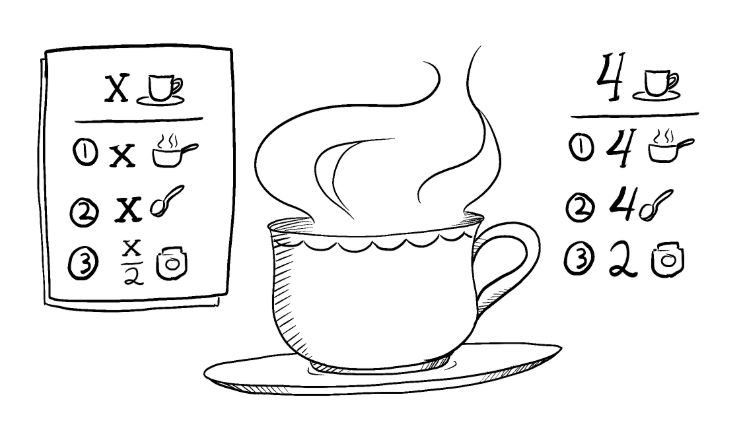 X
① X
② X
③ X/2
4
① 4
② 4
③ 2